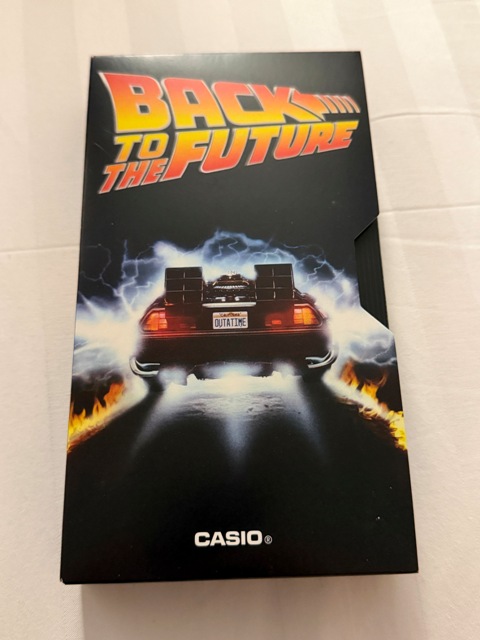 BACK
TO THE FUTURE
OUTATIME
CASIO®